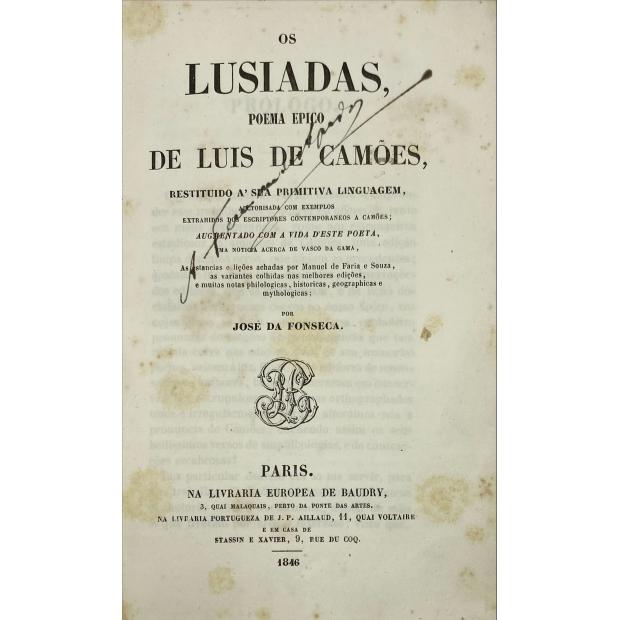 OS
LUSIADAS,
POEMA EPICO
DE LUIS DE CAMÕES,
RESTITUIDO A' SUA PRIMITIVA LINGUAGEM,
AUTORISADA COM EXEMPLOS
EXTRAHIDOS DOS ESCRIPTORES CONTEMPORANEOS A CAMÕES;
AUGMENTADO COM A VIDA D'ESTE POETA,
UMA NOTICIA ACERCA DE VASCO DA GAMA,
As estancias e lições achadas por Manuel de Faria e Souza,
as variantes colhidas nas melhores edições,
e muitas notas philologicas, historicas, geographicas e
mythologicas;
POR
JOSÉ DA FONSECA.
PARIS.
NA LIVRARIA EUROPEA DE BAUDRY,
3, QUAI MALAQUAIS, PERTO DA PONTE DAS ARTES.
NA LIVRARIA PORTUGUEZA DE J. P. AILLAUD, 11, QUAI VOLTAIRE
E EM CASA DE
STASSIN E XAVIER, 9, RUE DU COQ.
1846